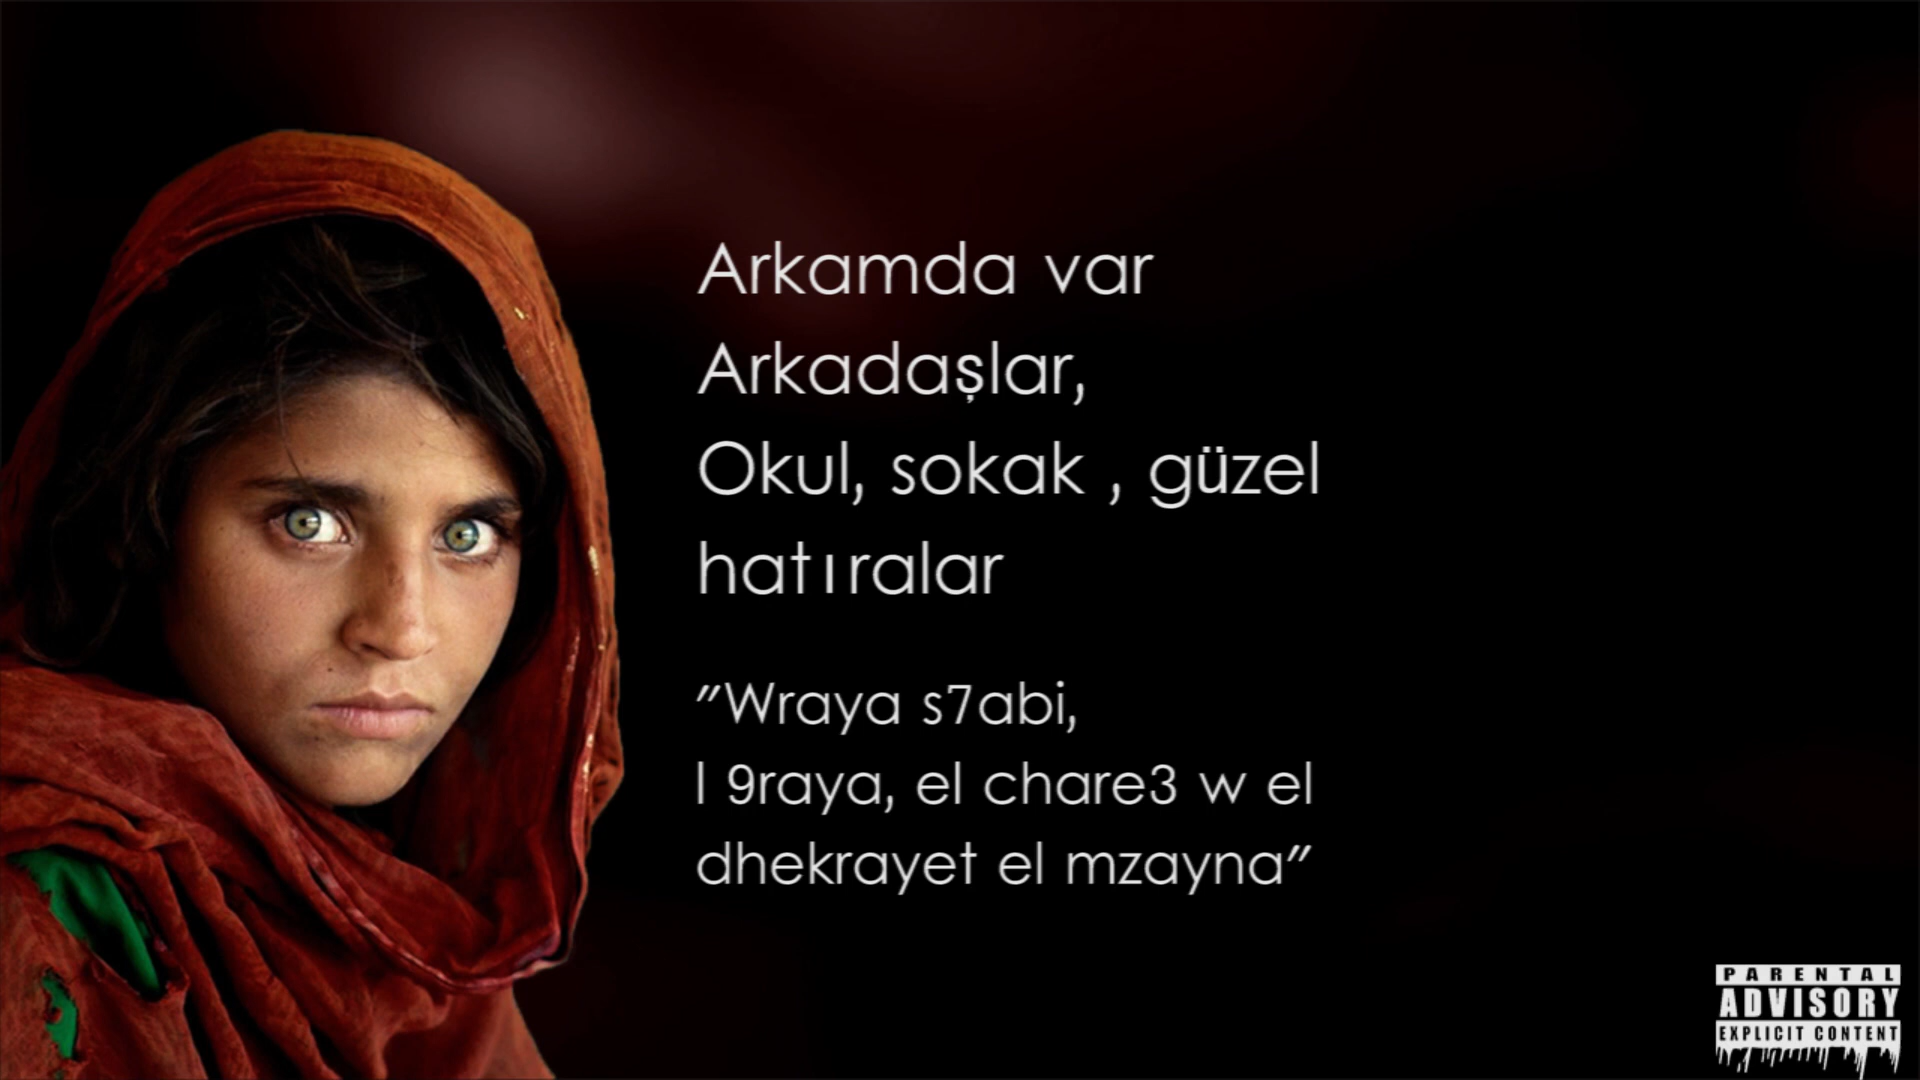 Arkamda var
Arkadaşlar,
Okul, sokak , güzel
hatıralar
"Wraya s7abi,
l 9raya, el chare3 w el
dhekrayet el mzayna"
PARENTAL
ADVISORY
EXPLICIT CONTENT